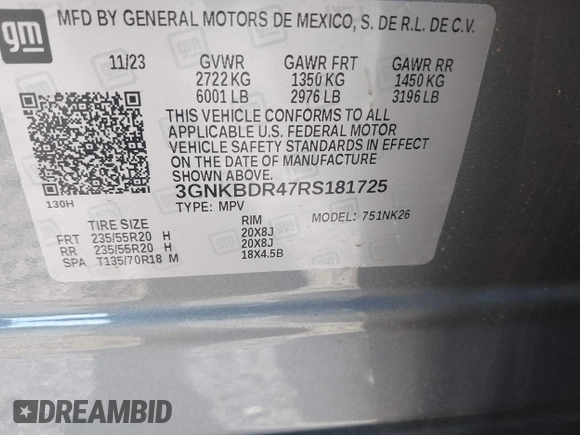 gm
MFD BY GENERAL MOTORS DE MEXICO, S. DE R.L. DE C.V.
11/23 GVWR GAWR FRT GAWR RR
2722 KG 1350 KG 1450 KG
6001 LB 2976 LB 3196 LB
THIS VEHICLE CONFORMS TO ALL
APPLICABLE U.S. FEDERAL MOTOR
VEHICLE SAFETY STANDARDS IN EFFECT
ON THE DATE OF MANUFACTURE
3GNKBDR47RS181725
130H
TYPE: MPV MODEL: 751NK26
TIRE SIZE RIM
FRT 235/55R20 H 20X8J
RR 235/55R20 H 20X8J
SPA T135/70R18 M 18X4.5B
DREAMBID